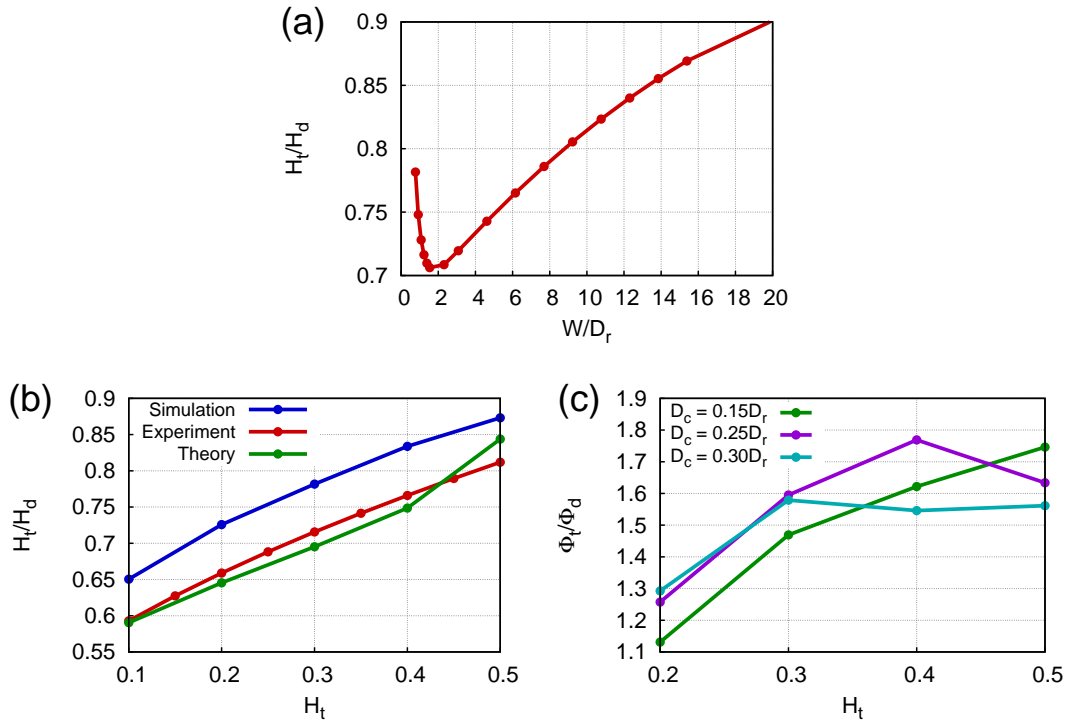 (a)
0.9
0.85
0.8
0.75
0.7
H_t/H_d
0 2 4 6 8 10 12 14 16 18 20
W/D_r
(b)
0.9
0.85
0.8
0.75
0.7
0.65
0.6
0.55
H_t/H_d
Simulation
Experiment
Theory
0.1 0.2 0.3 0.4 0.5
H_t
(c)
1.9
1.8
1.7
1.6
1.5
1.4
1.3
1.2
1.1
Φ_t/Φ_d
D_c = 0.15D_r
D_c = 0.25D_r
D_c = 0.30D_r
0.2 0.3 0.4 0.5
H_t